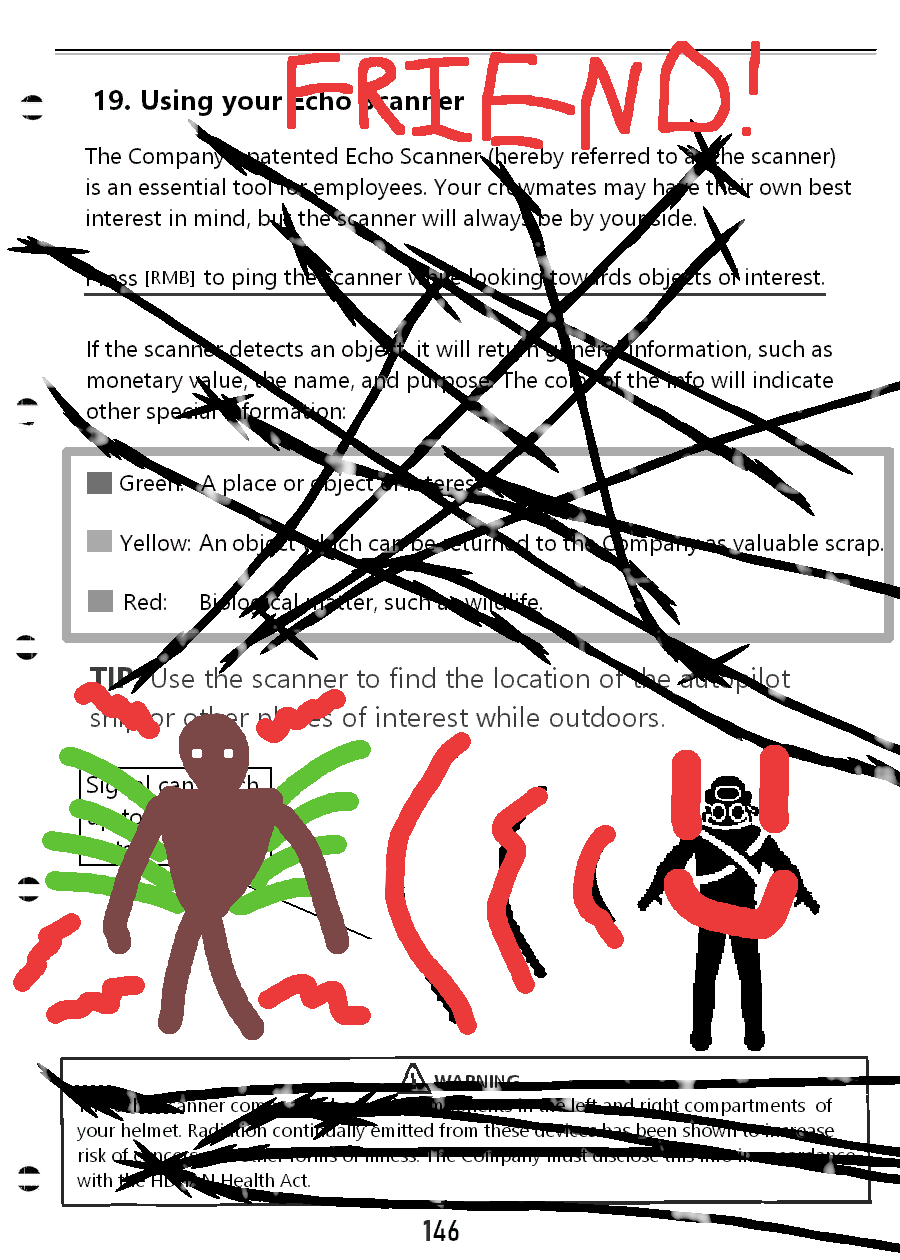 FRIEND!
19. Using your Echo Scanner
The Company's patented Echo Scanner (hereby referred to as the scanner)
is an essential tool for employees. Your crewmates may have their own best
interest in mind, but the scanner will always be by your side.
Press [RMB] to ping the scanner while looking towards objects of interest.
If the scanner detects an object, it will return general information, such as
monetary value, the name, and purpose. The color of the info will indicate
other special information:
Green: A place or object of interest
Yellow: An object which can be returned to the Company as valuable scrap.
Red: Biological matter, such as wildlife.
TIP: Use the scanner to find the location of the autopilot
ship or other places of interest while outdoors.
Signal can reach
up to
WARNING
scanner in the left and right compartments of
your helmet. Radiation continually emitted from these devices has been shown to increase
risk of cancer and other forms of illness. The Company must disclose this info in accordance
with the HDHAN Health Act.
146